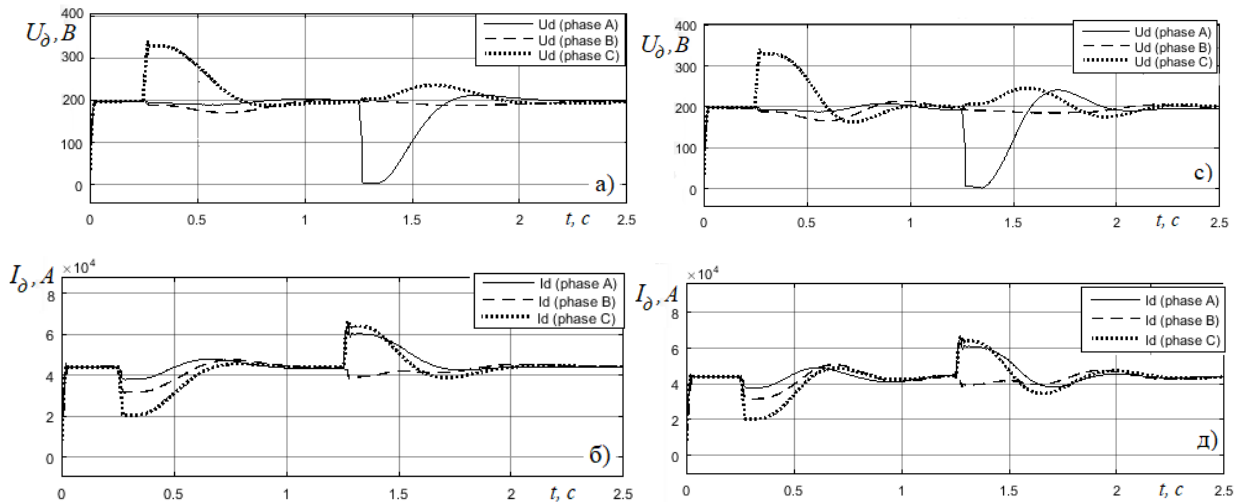 U∂, B
400
300
200
100
0
Ud (phase A)
Ud (phase B)
Ud (phase C)
а)
0 0.5 1 1.5 2 2.5
t, c
U∂, B
400
300
200
100
0
Ud (phase A)
Ud (phase B)
Ud (phase C)
с)
0 0.5 1 1.5 2 2.5
t, c
I∂, A
×10⁴
8
6
4
2
0
Id (phase A)
Id (phase B)
Id (phase C)
б)
0 0.5 1 1.5 2 2.5
t, c
I∂, A
×10⁴
8
6
4
2
0
Id (phase A)
Id (phase B)
Id (phase C)
д)
0 0.5 1 1.5 2 2.5
t, c